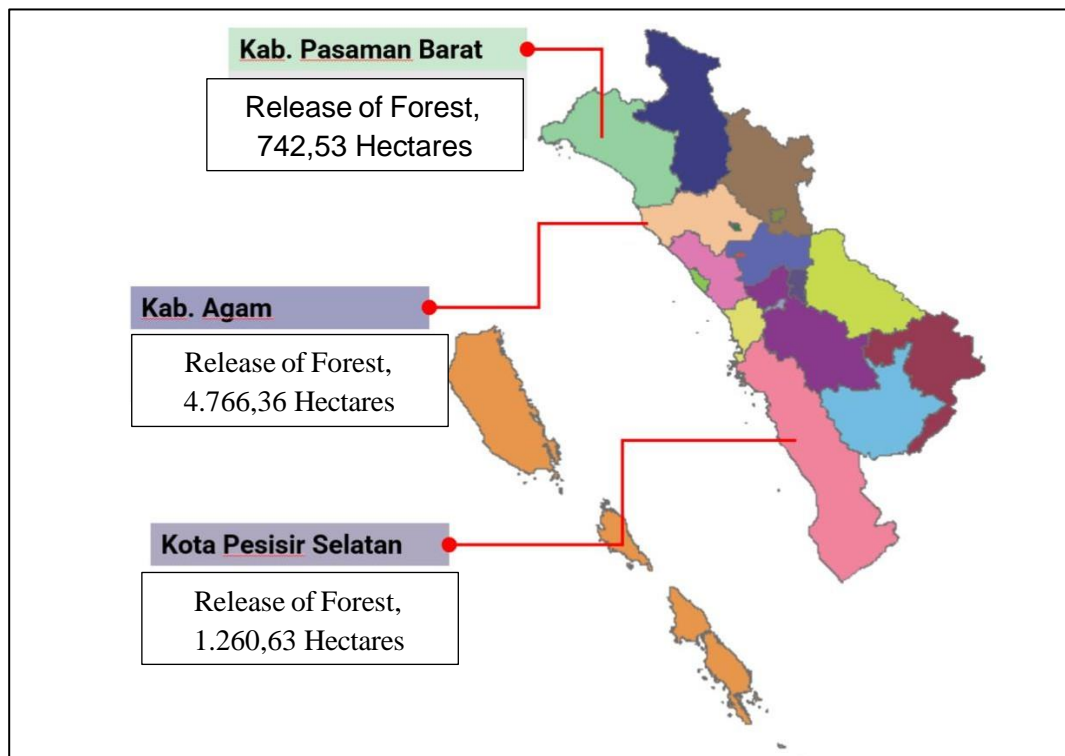 Kab. Pasaman Barat
Release of Forest,
742,53 Hectares
Kab. Agam
Release of Forest,
4.766,36 Hectares
Kota Pesisir Selatan
Release of Forest,
1.260,63 Hectares